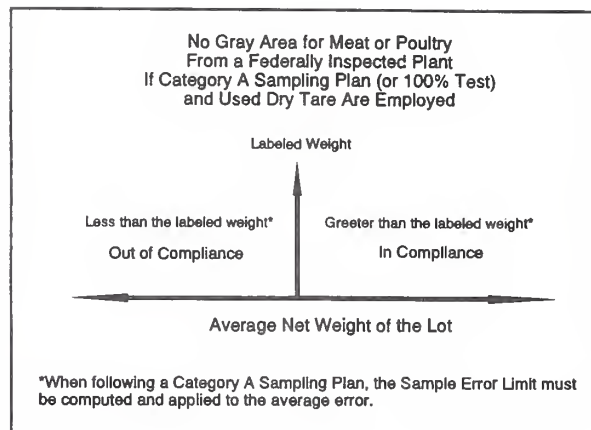 No Gray Area for Meat or Poultry
From a Federally Inspected Plant
If Category A Sampling Plan (or 100% Test)
and Used Dry Tare Are Employed
Labeled Weight
Less than the labeled weight*
Greeter than the labeled weight*
Out of Compliance
In Compliance
Average Net Weight of the Lot
*When following a Category A Sampling Plan, the Sample Error Limit must
be computed and applied to the average error.